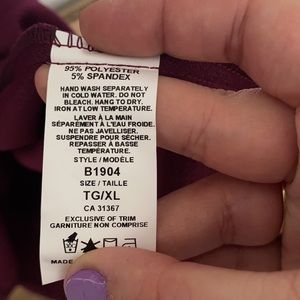 95% POLYESTER
5% SPANDEX
HAND WASH SEPARATELY
IN COLD WATER. DO NOT
BLEACH. HANG TO DRY.
IRON AT LOW TEMPERATURE.
LAVER À LA MAIN
SÉPARÉMENT À L'EAU FROIDE.
NE PAS JAVELLISER.
SUSPENDRE POUR SÉCHER.
REPASSER À BASSE
TEMPÉRATURE.
STYLE / MODÈLE
B1904
SIZE / TAILLE
TG/XL
CA 31367
EXCLUSIVE OF TRIM
GARNITURE NON COMPRISE
MADE